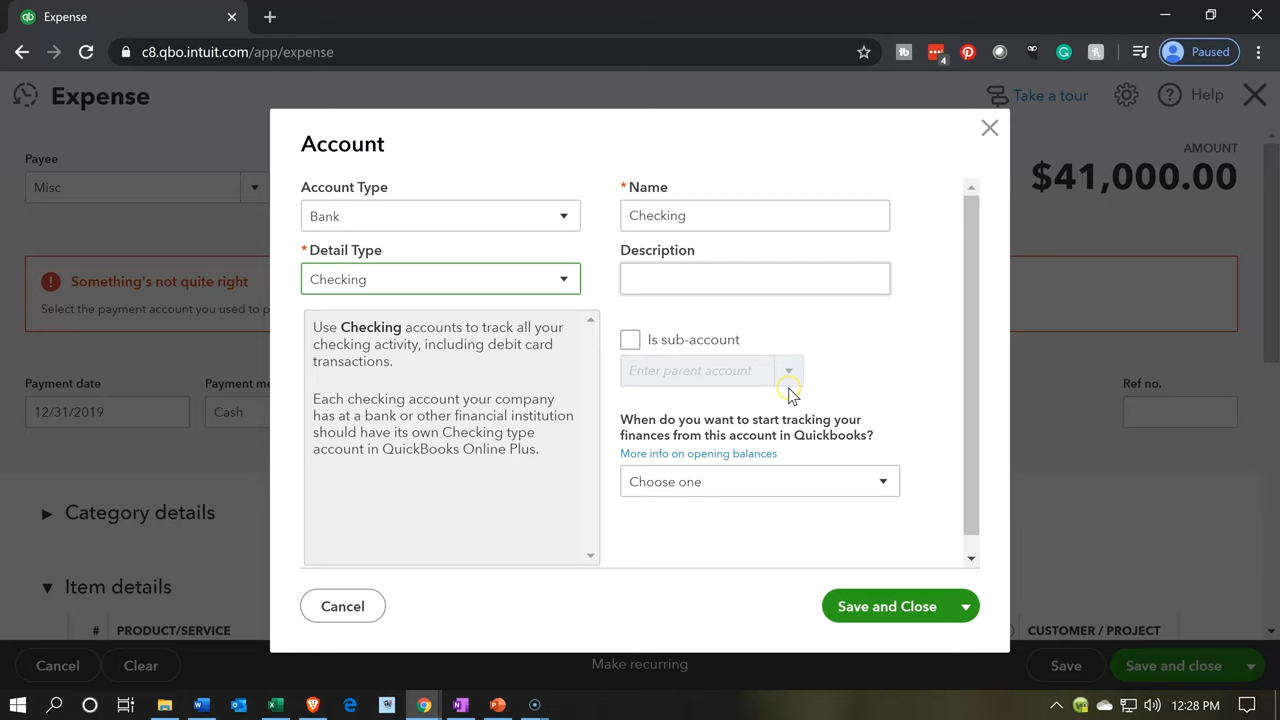 Expense
c8.qbo.intuit.com/app/expense
4
Paused
Expense
Take a tour
Help
Payee
Misc
AMOUNT
$41,000.00
Something's not quite right
Select the payment account you used to p
Payment date
Payment me
Ref no.
12/31/2019
Cash
Category details
Item details
#
PRODUCT/SERVICE
CUSTOMER / PROJECT
Account
Account Type
Bank
* Detail Type
Checking
Use Checking accounts to track all your
checking activity, including debit card
transactions.
Each checking account your company
has at a bank or other financial institution
should have its own Checking type
account in QuickBooks Online Plus.
* Name
Checking
Description
Is sub-account
Enter parent account
When do you want to start tracking your
finances from this account in Quickbooks?
More info on opening balances
Choose one
Cancel
Save and Close
Cancel
Clear
Make recurring
Save
Save and close
12:28 PM